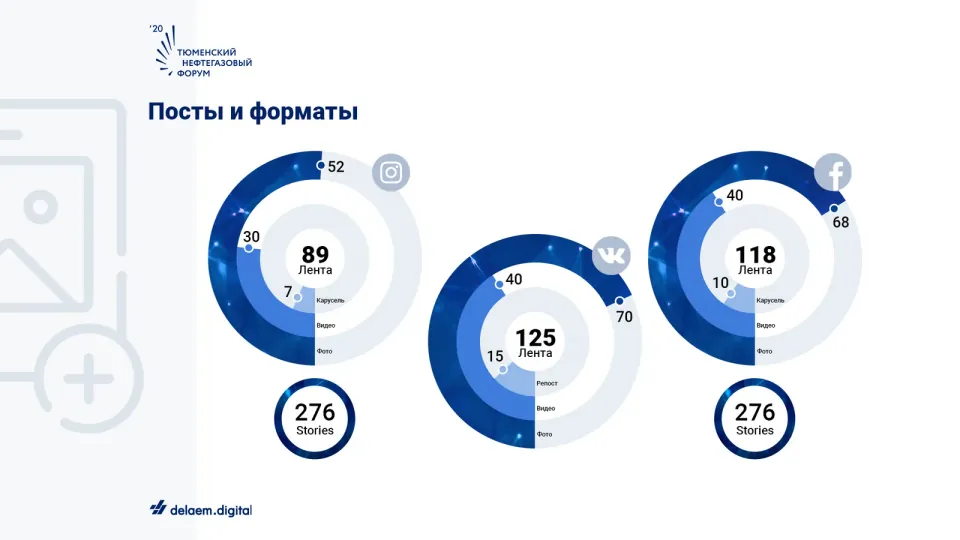 '20
ТЮМЕНСКИЙ
НЕФТЕГАЗОВЫЙ
ФОРУМ
Посты и форматы
52
30
89
Лента
7
Карусель
Видео
Фото
276
Stories
40
70
125
Лента
15
Репост
Видео
Фото
40
68
118
Лента
10
Карусель
Видео
Фото
276
Stories
delaem.digital